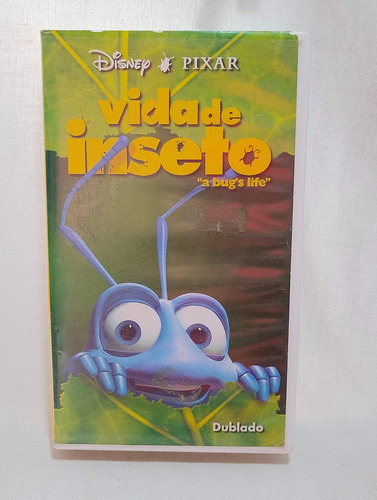 Disney PIXAR
vida de
inseto
"a bug's life"
Dublado